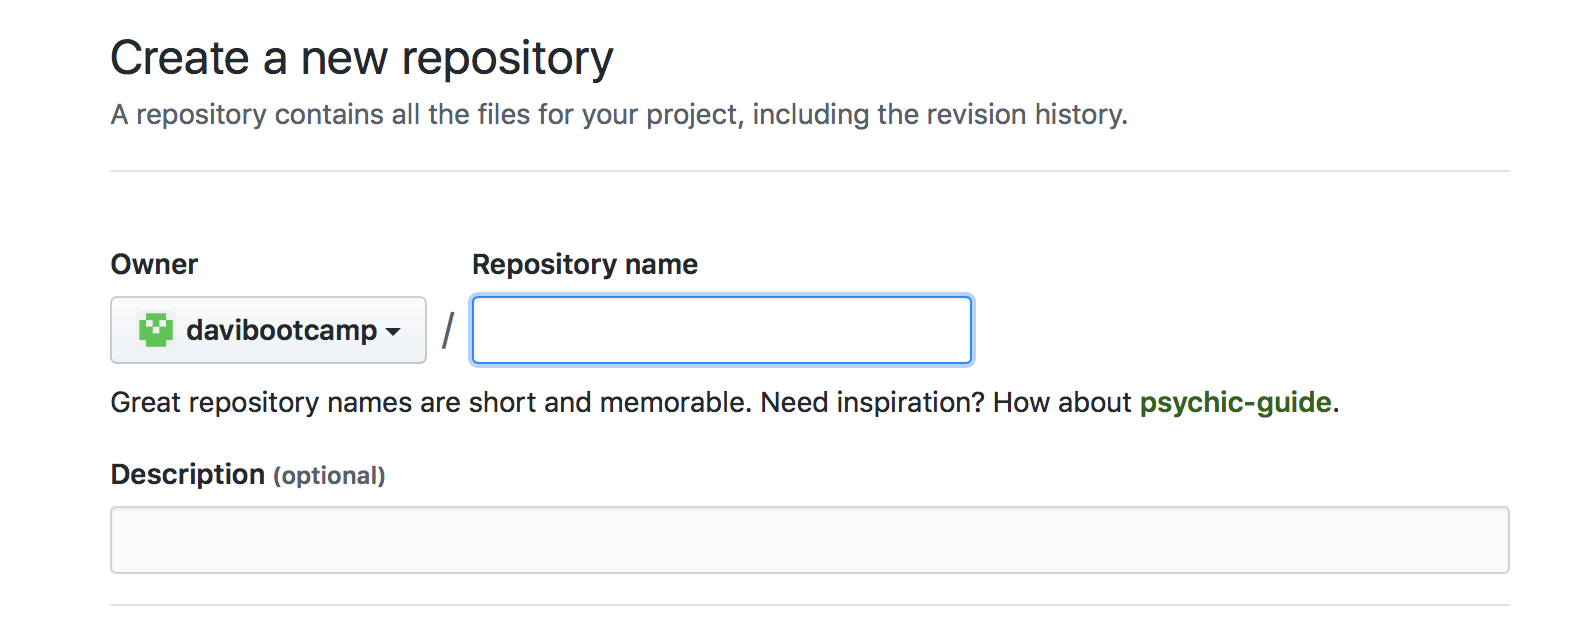 Create a new repository
A repository contains all the files for your project, including the revision history.
Owner
Repository name
davibootcamp
/
Great repository names are short and memorable. Need inspiration? How about psychic-guide.
Description (optional)